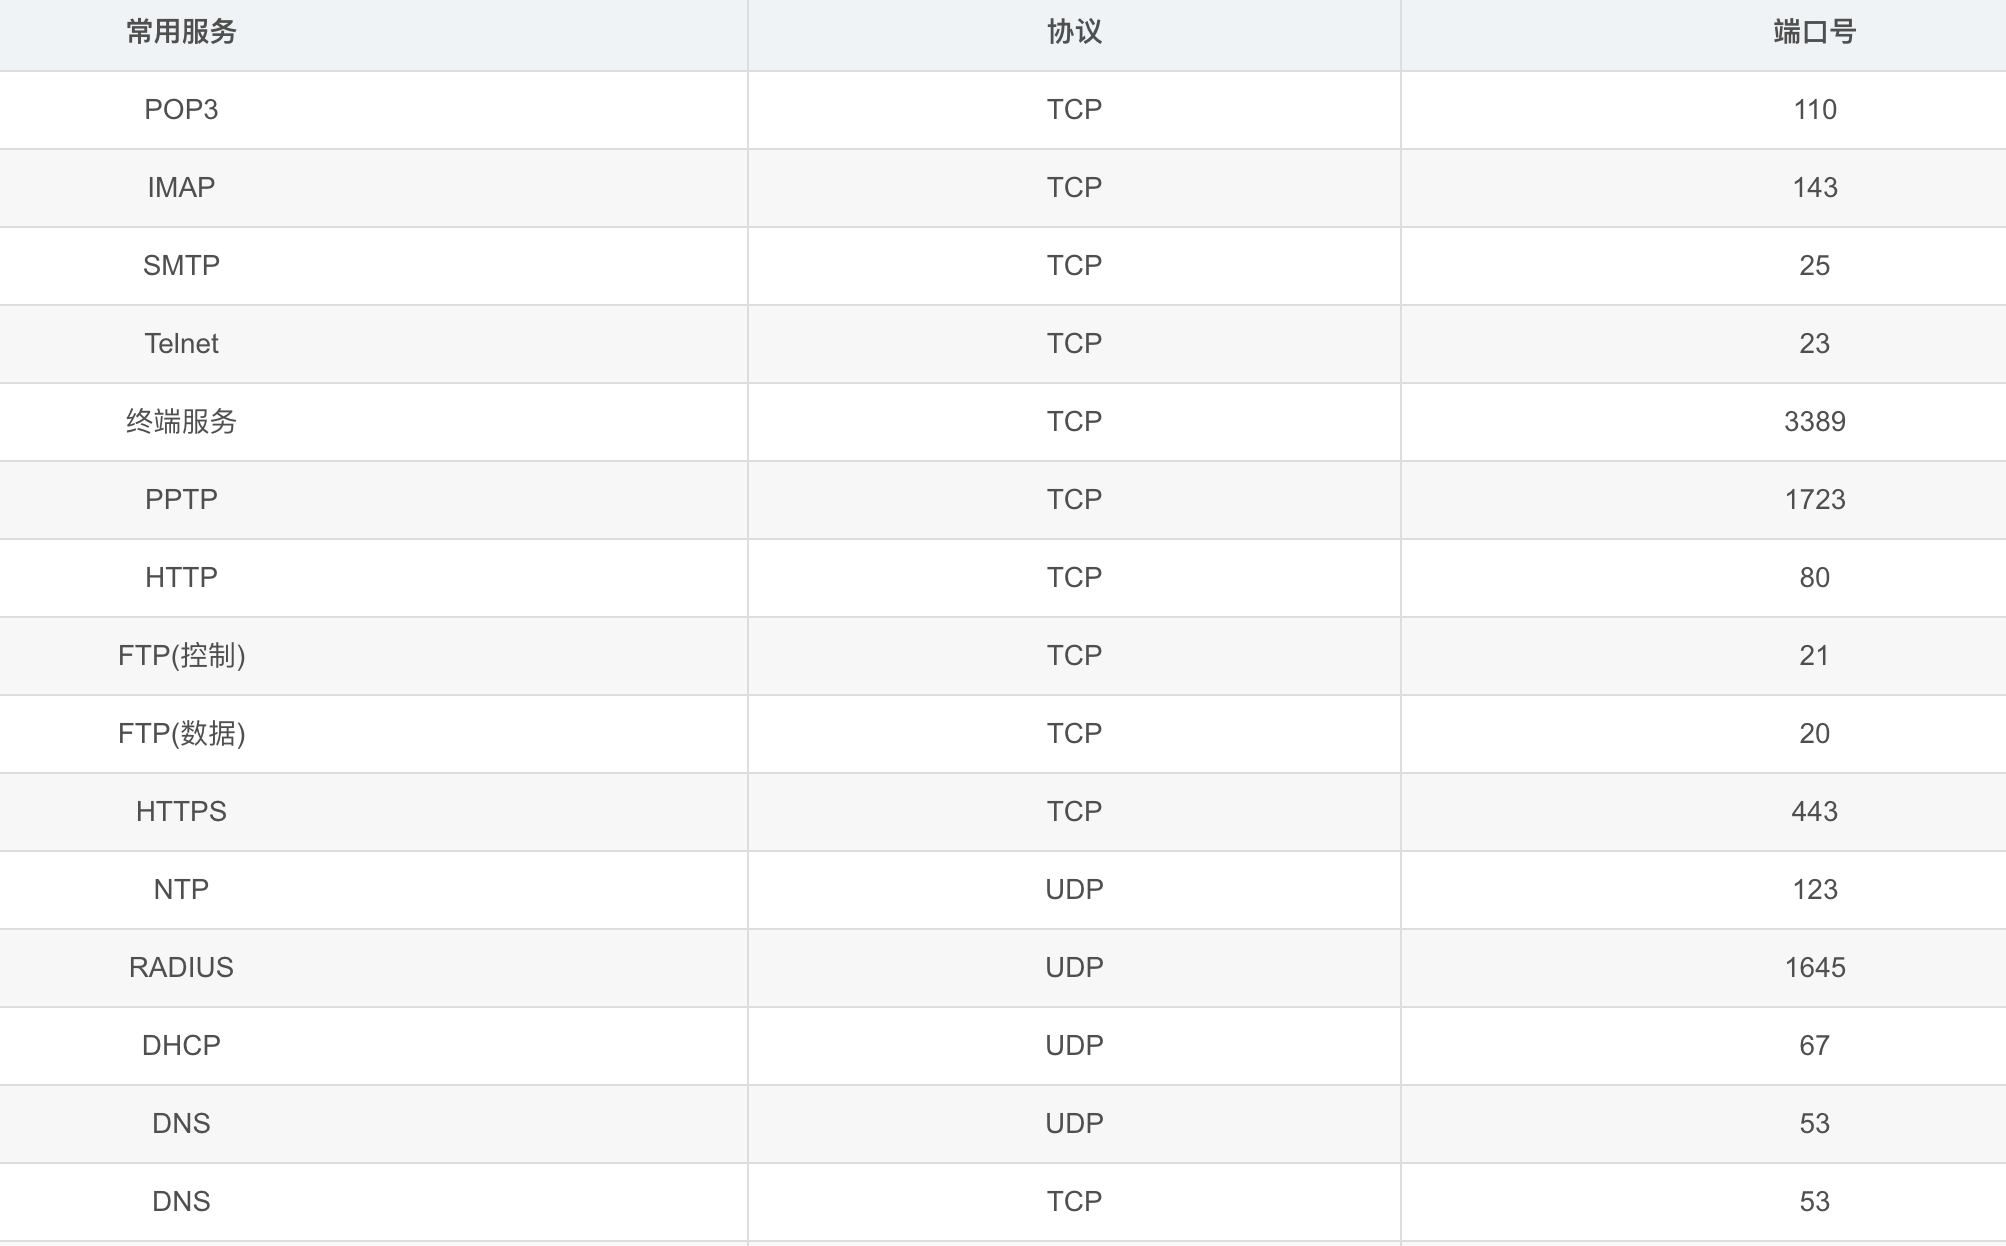 常用服务 协议 端口号
POP3 TCP 110
IMAP TCP 143
SMTP TCP 25
Telnet TCP 23
终端服务 TCP 3389
PPTP TCP 1723
HTTP TCP 80
FTP(控制) TCP 21
FTP(数据) TCP 20
HTTPS TCP 443
NTP UDP 123
RADIUS UDP 1645
DHCP UDP 67
DNS UDP 53
DNS TCP 53